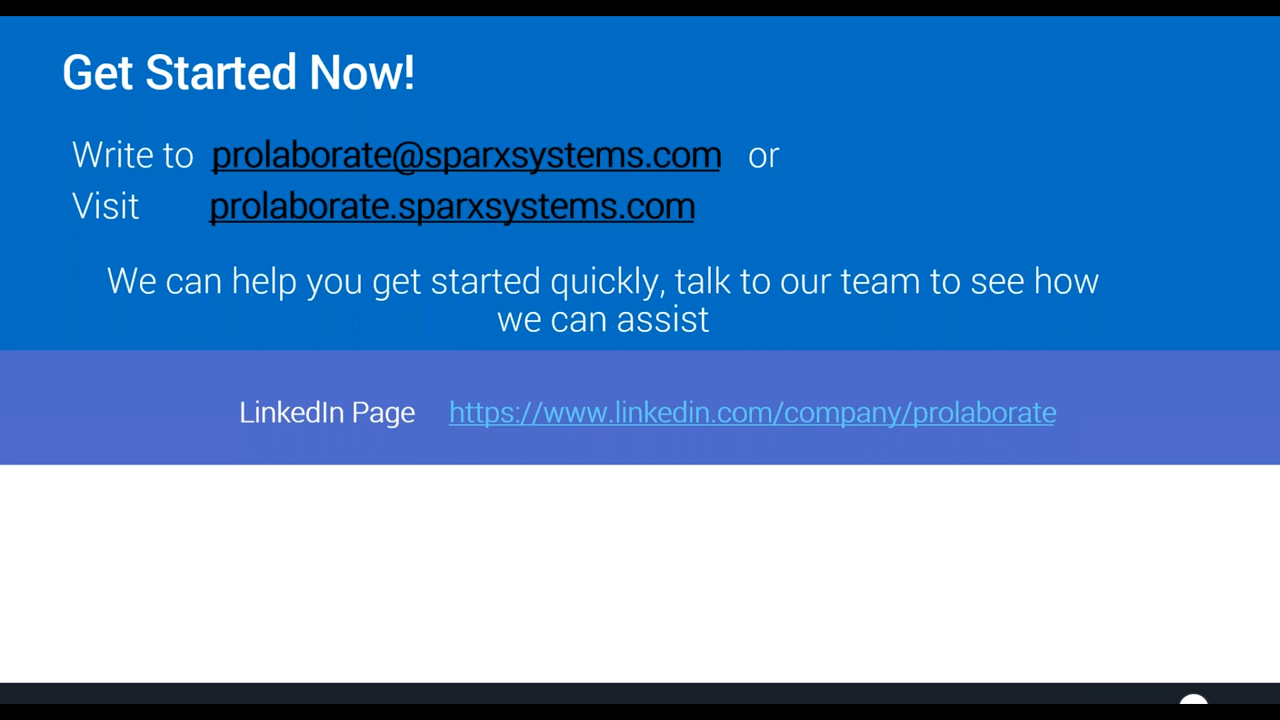 Get Started Now!
Write to prolaborate@sparxsystems.com or
Visit prolaborate.sparxsystems.com
We can help you get started quickly, talk to our team to see how
we can assist
LinkedIn Page https://www.linkedin.com/company/prolaborate